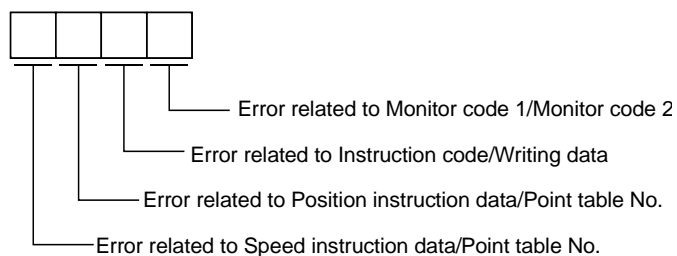 Error related to Monitor code 1/Monitor code 2
Error related to Instruction code/Writing data
Error related to Position instruction data/Point table No.
Error related to Speed instruction data/Point table No.